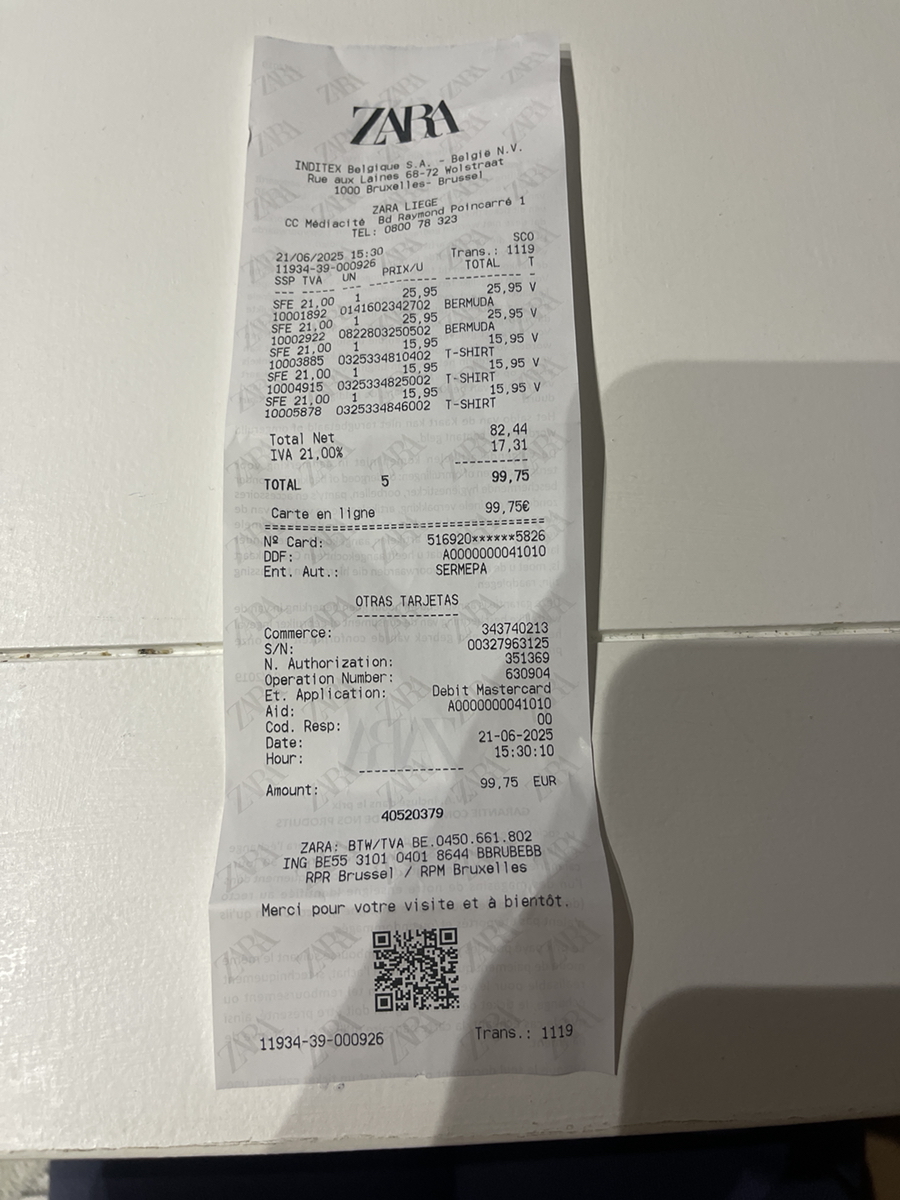 ZARA
INDITEX Belgique S.A. - België N.V.
Rue aux Laines 68-72 Wolstraat
1000 Bruxelles- Brussel
ZARA LIEGE
CC Médiacité Bd Raymond Poincarré 1
TEL: 0800 78 323
SCO
21/06/2025 15:30 Trans.: 1119
11934-39-000926
SSP TVA UN PRIX/U TOTAL T
SFE 21,00 1 25,95 25,95 V
10001892 0141602342702 BERMUDA
SFE 21,00 1 25,95 25,95 V
10002922 0822803250502 BERMUDA
SFE 21,00 1 15,95 15,95 V
10003885 0325334810402 T-SHIRT
SFE 21,00 1 15,95 15,95 V
10004915 0325334825002 T-SHIRT
SFE 21,00 1 15,95 15,95 V
10005878 0325334846002 T-SHIRT
Total Net 82,44
IVA 21,00% 17,31
TOTAL 5 99,75
Carte en ligne 99,75€
Nº Card: 516920******5826
DDF: A0000000041010
Ent. Aut.: SERMEPA
OTRAS TARJETAS
Commerce: 343740213
S/N: 00327963125
N. Authorization: 351369
Operation Number: 630904
Et. Application: Debit Mastercard
Aid: A0000000041010
Cod. Resp: 00
Date: 21-06-2025
Hour: 15:30:10
Amount: 99,75 EUR
40520379
ZARA: BTW/TVA BE.0450.661.802
ING BE55 3101 0401 8644 BBRUBEBB
RPR Brussel / RPM Bruxelles
Merci pour votre visite et à bientôt.
11934-39-000926 Trans.: 1119